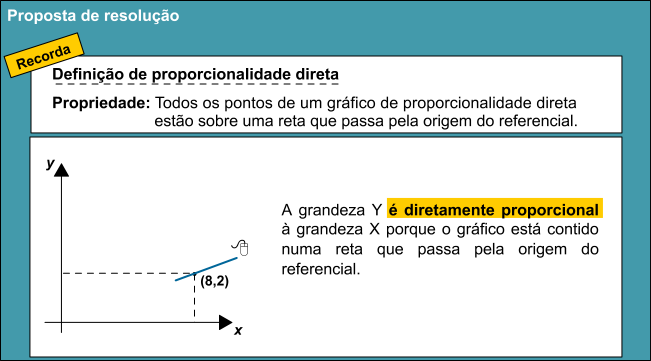 Proposta de resolução
Recorda
Definição de proporcionalidade direta
Propriedade: Todos os pontos de um gráfico de proporcionalidade direta
estão sobre uma reta que passa pela origem do referencial.
y
A grandeza Y é diretamente proporcional
à grandeza X porque o gráfico está contido
numa reta que passa pela origem do
referencial.
(8,2)
x